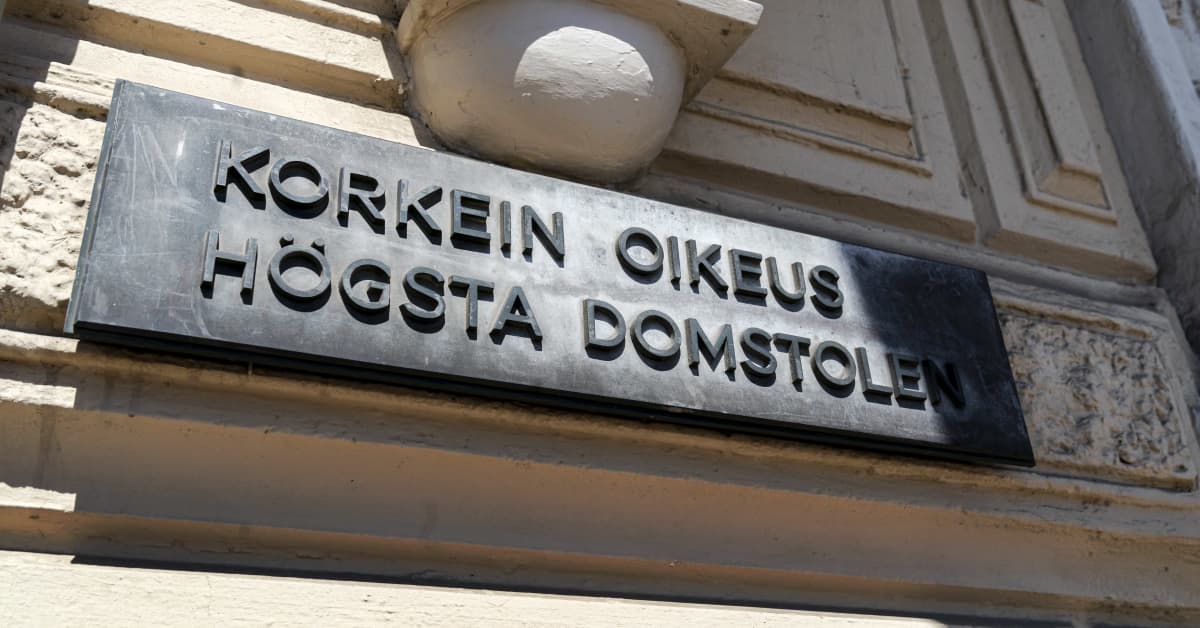 KORKEIN OIKEUS
HÖGSTA DOMSTOLEN